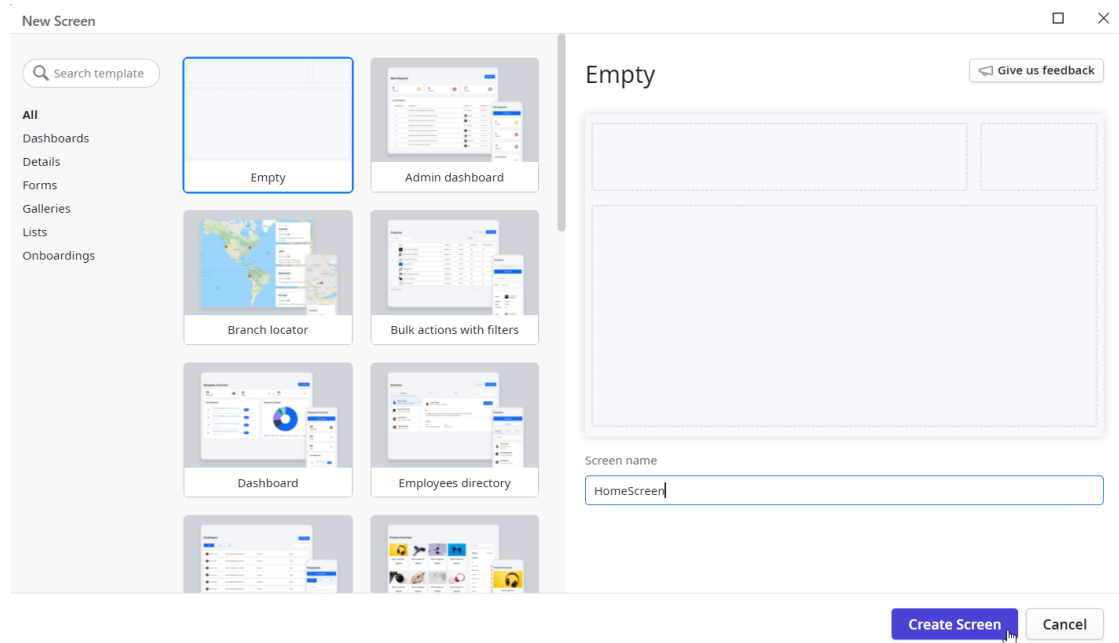 New Screen
Search template
All
Dashboards
Details
Forms
Galleries
Lists
Onboardings
Empty
Admin dashboard
Branch locator
Bulk actions with filters
Dashboard
Employees directory
Empty
Give us feedback
Screen name
HomeScreen
Create Screen
Cancel